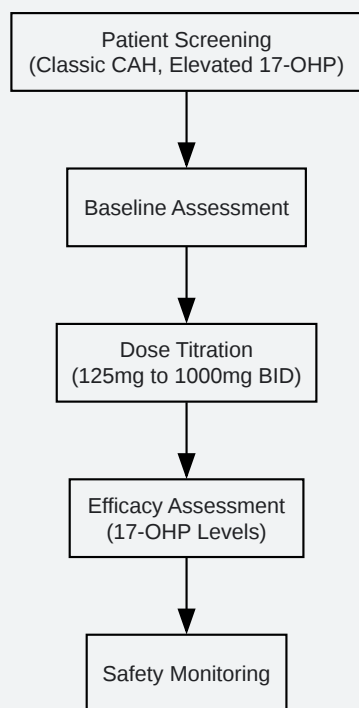 Patient Screening
(Classic CAH, Elevated 17-OHP)
Baseline Assessment
Dose Titration
(125mg to 1000mg BID)
Efficacy Assessment
(17-OHP Levels)
Safety Monitoring